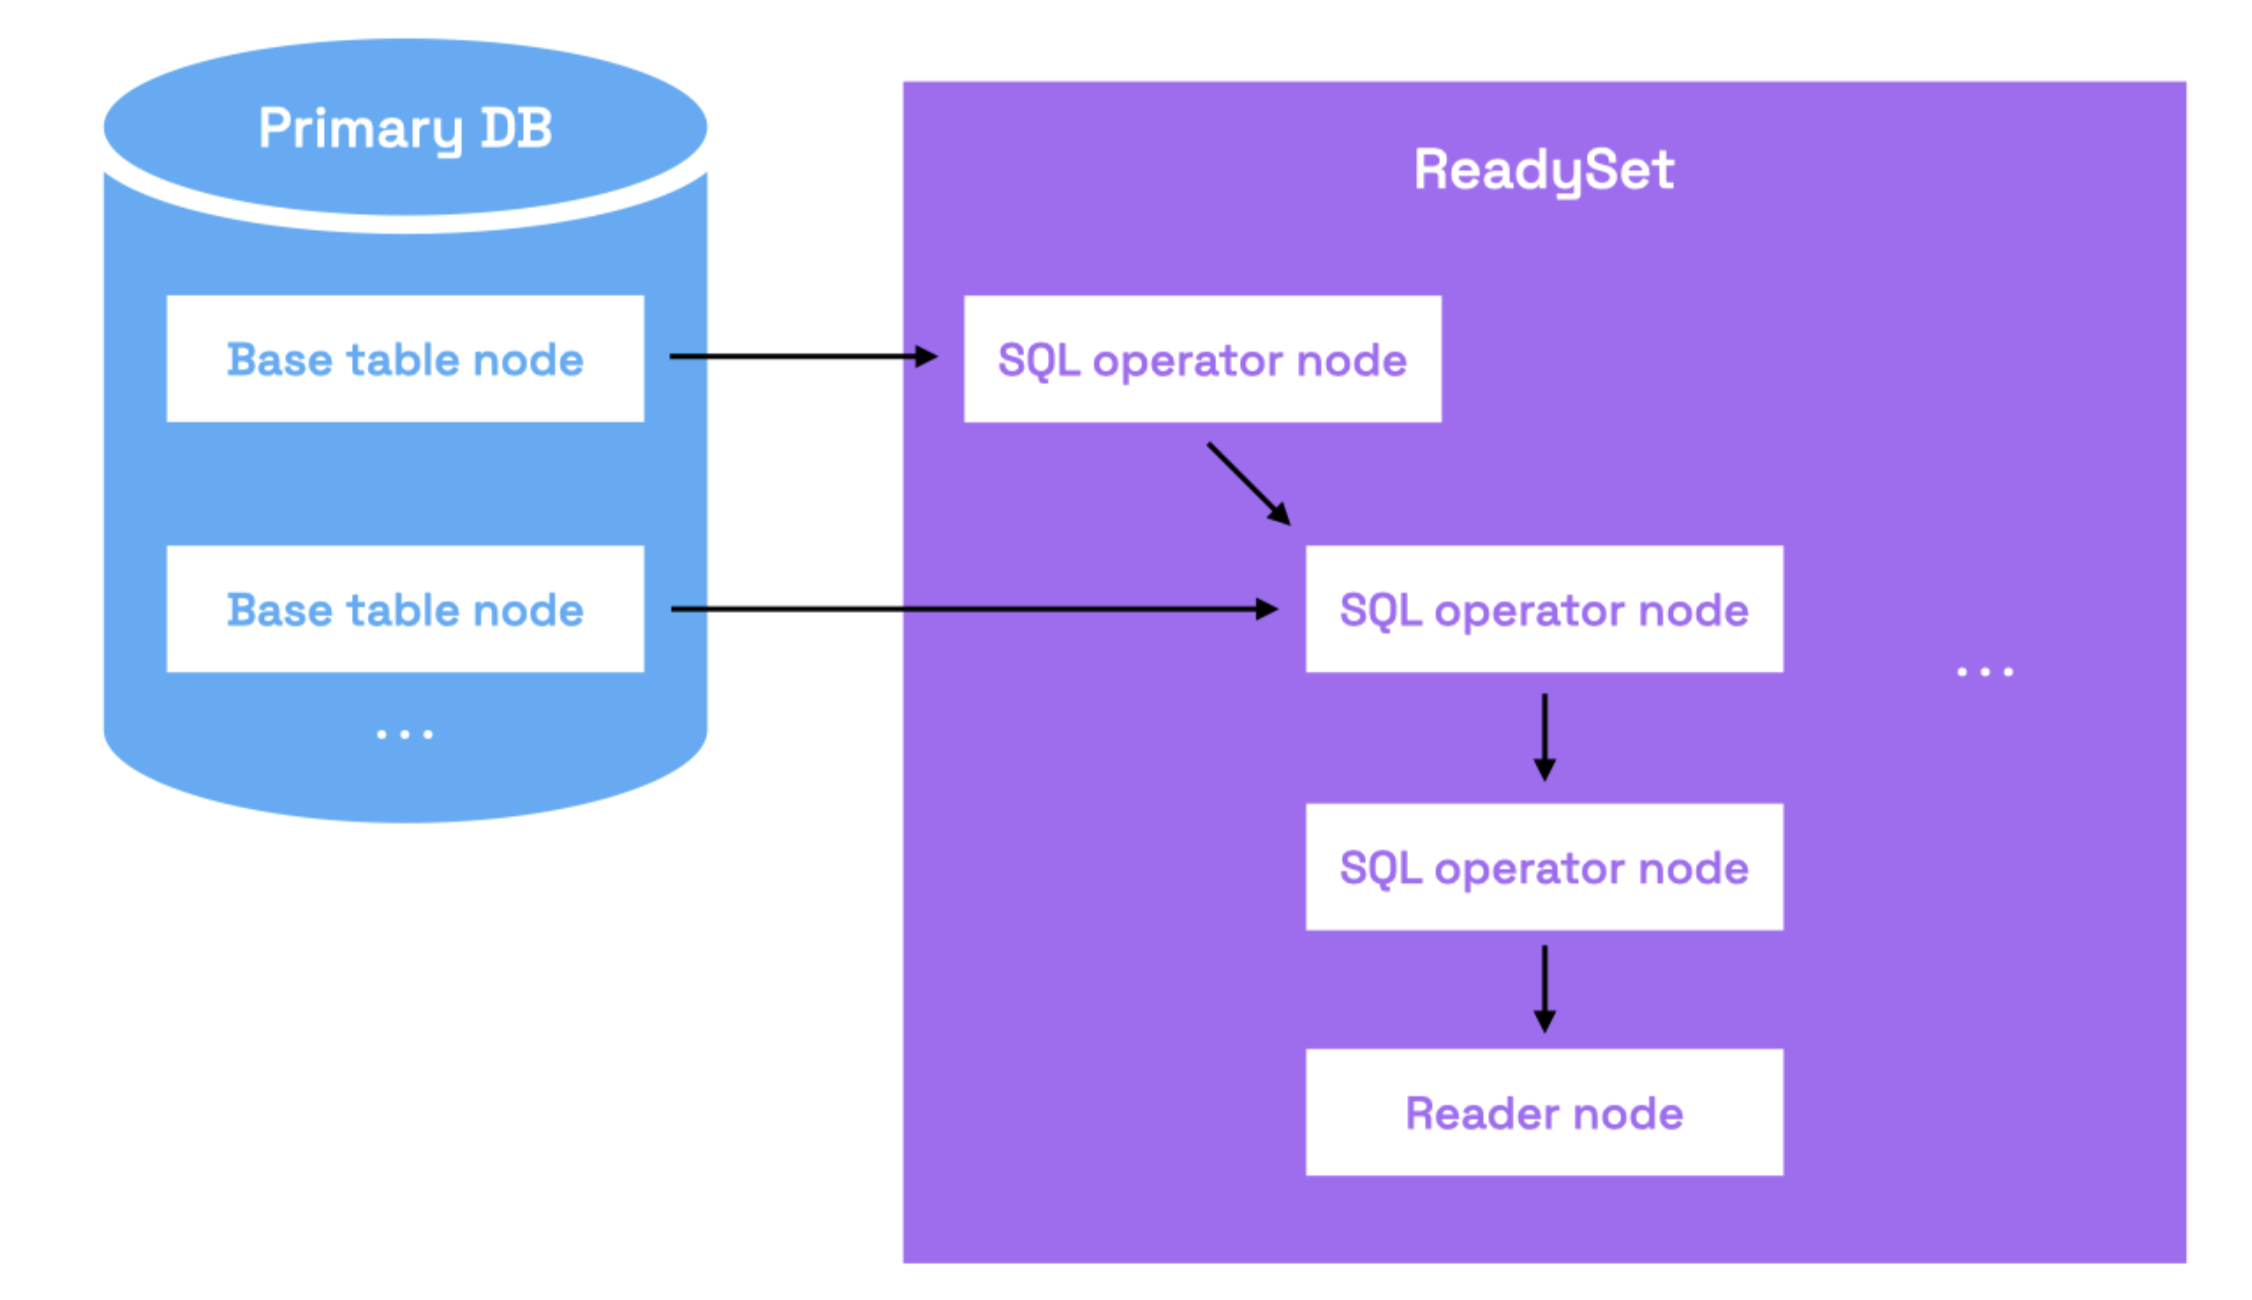 Primary DB
ReadySet
Base table node
SQL operator node
Base table node
SQL operator node
...
...
SQL operator node
Reader node